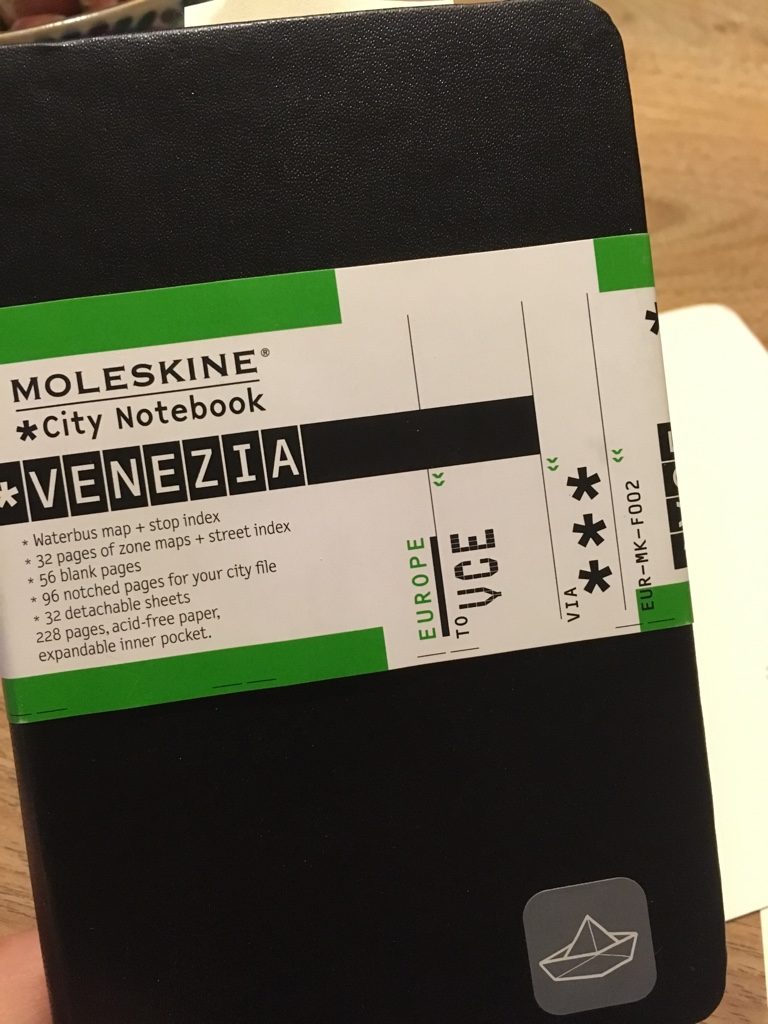 MOLESKINE®
*City Notebook
*VENEZIA
* Waterbus map + stop index
* 32 pages of zone maps + street index
* 56 blank pages
* 96 notched pages for your city file
* 32 detachable sheets
228 pages, acid-free paper,
expandable inner pocket.
EUROPE
TO VCE
VIA ***
EUR-MK-F002